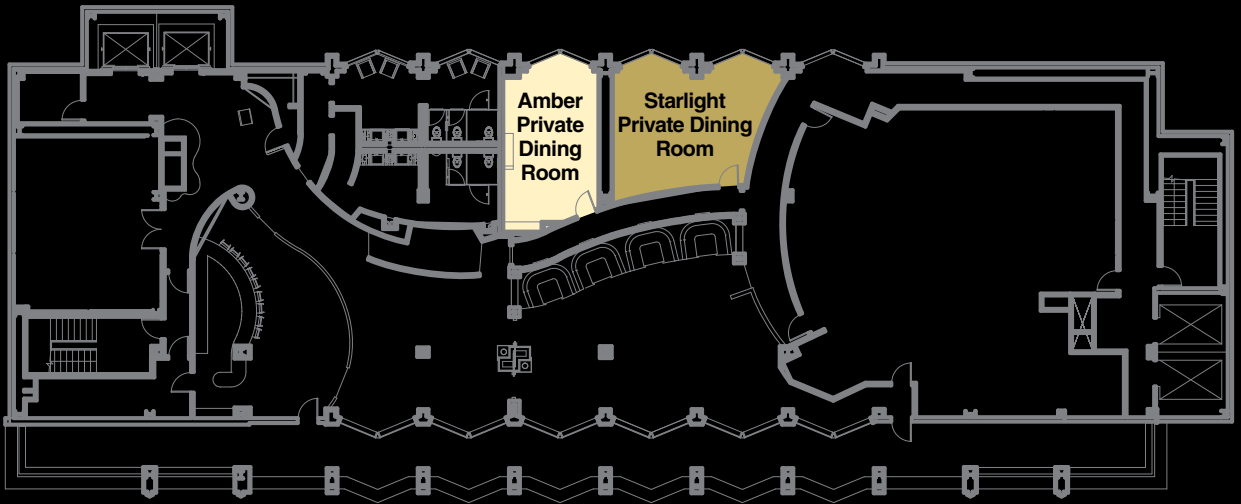 Amber
Private
Dining
Room
Starlight
Private Dining
Room